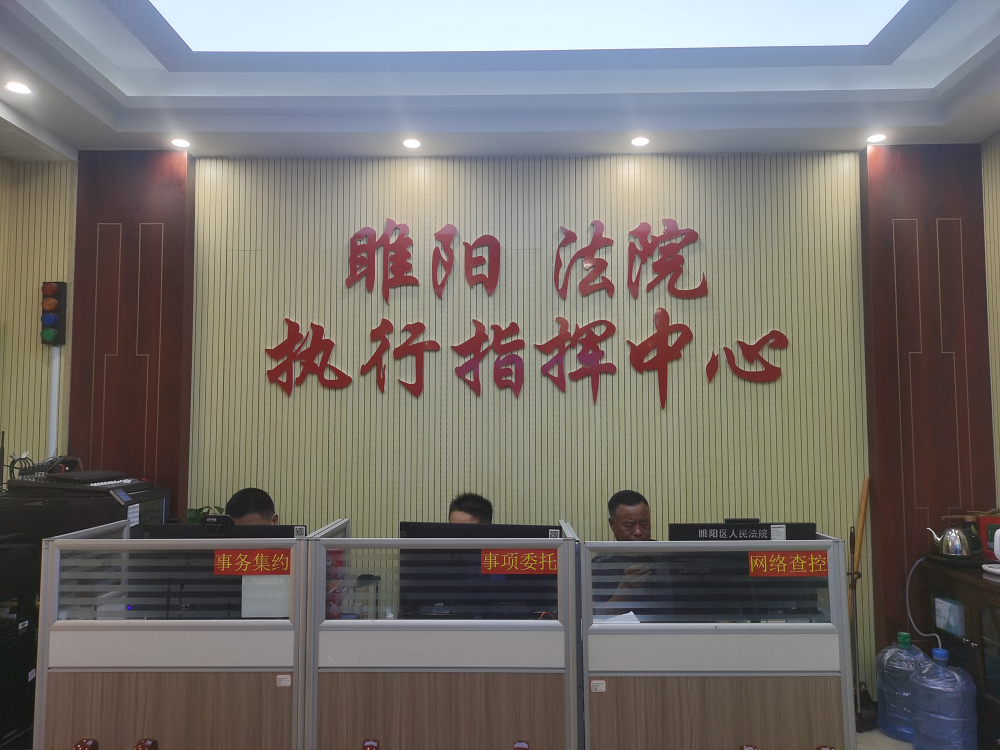 睢阳 法院
执行指挥中心
睢阳区人民法院
事务集约
事项委托
网络查控